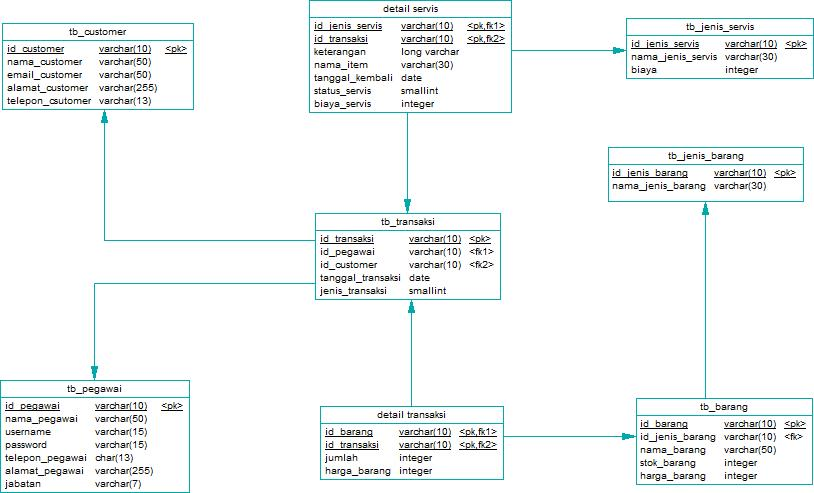 tb_customer
id_customer varchar(10) <pk>
nama_customer varchar(50)
email_customer varchar(50)
alamat_customer varchar(255)
telepon_csutomer varchar(13)
detail servis
id_jenis_servis varchar(10) <pk,fk1>
id_transaksi varchar(10) <pk,fk2>
keterangan long varchar
nama_item varchar(30)
tanggal_kembali date
status_servis smallint
biaya_servis integer
tb_jenis_servis
id_jenis_servis varchar(10) <pk>
nama_jenis_servis varchar(30)
biaya integer
tb_jenis_barang
id_jenis_barang varchar(10) <pk>
nama_jenis_barang varchar(30)
tb_transaksi
id_transaksi varchar(10) <pk>
id_pegawai varchar(10) <fk1>
id_customer varchar(10) <fk2>
tanggal_transaksi date
jenis_transaksi smallint
tb_pegawai
id_pegawai varchar(10) <pk>
nama_pegawai varchar(50)
username varchar(15)
password varchar(15)
telepon_pegawai char(13)
alamat_pegawai varchar(255)
jabatan varchar(7)
detail transaksi
id_barang varchar(10) <pk,fk1>
id_transaksi varchar(10) <pk,fk2>
jumlah integer
harga_barang integer
tb_barang
id_barang varchar(10) <pk>
id_jenis_barang varchar(10) <fk>
nama_barang varchar(50)
stok_barang integer
harga_barang integer